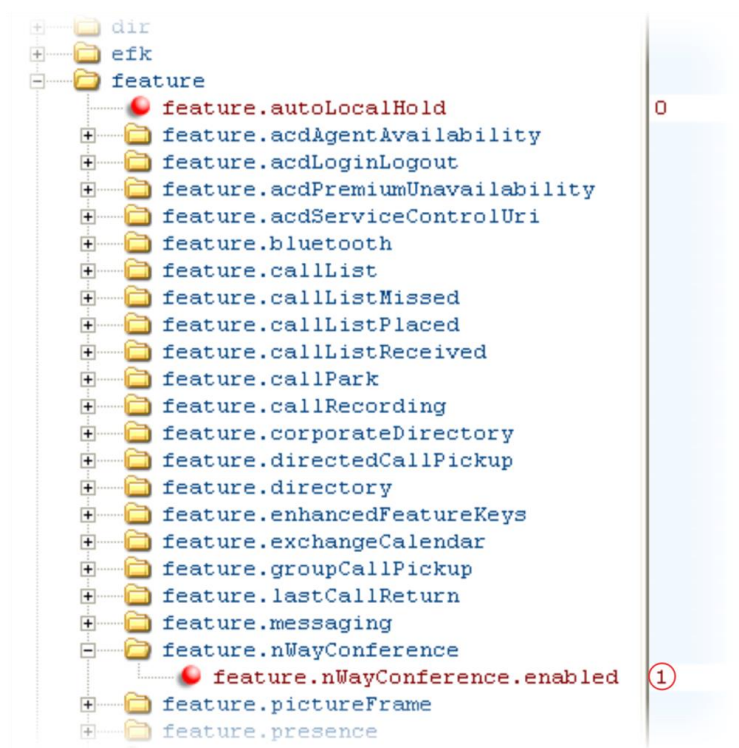 dir
efk
feature
feature.autoLocalHold 0
feature.acdAgentAvailability
feature.acdLoginLogout
feature.acdPremiumUnavailability
feature.acdServiceControlUri
feature.bluetooth
feature.callList
feature.callListMissed
feature.callListPlaced
feature.callListReceived
feature.callPark
feature.callRecording
feature.corporateDirectory
feature.directedCallPickup
feature.directory
feature.enhancedFeatureKeys
feature.exchangeCalendar
feature.groupCallPickup
feature.lastCallReturn
feature.messaging
feature.nWayConference
feature.nWayConference.enabled 1
feature.pictureFrame
feature.presence